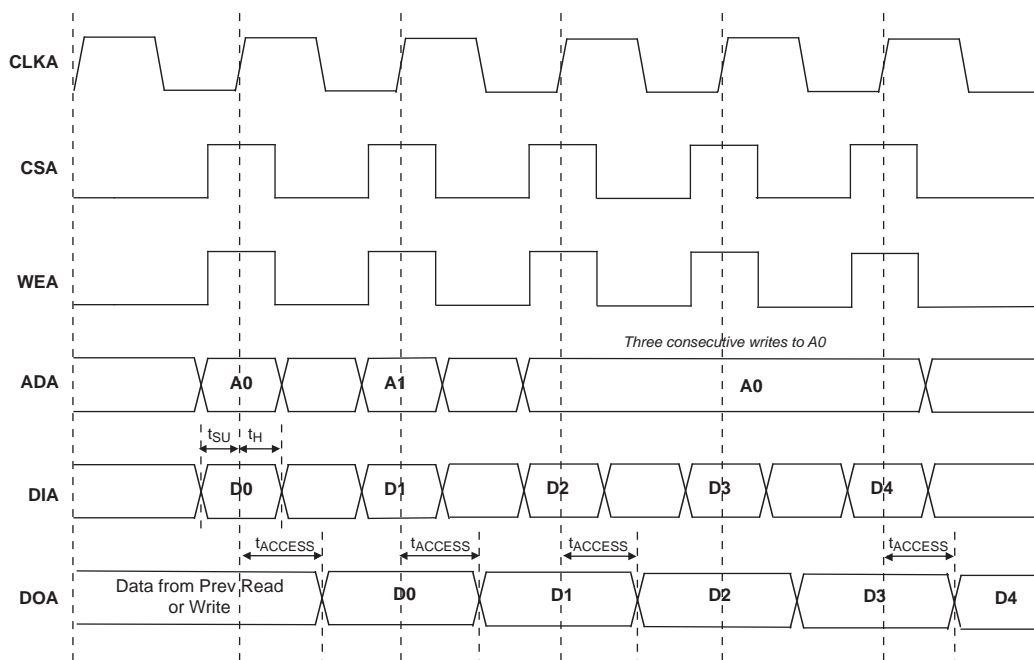 CLKA
CSA
WEA
Three consecutive writes to A0
ADA
A0
A1
A0
tSU
tH
DIA
D0
D1
D2
D3
D4
tACCESS
tACCESS
tACCESS
tACCESS
DOA
Data from Prev Read
or Write
D0
D1
D2
D3
D4